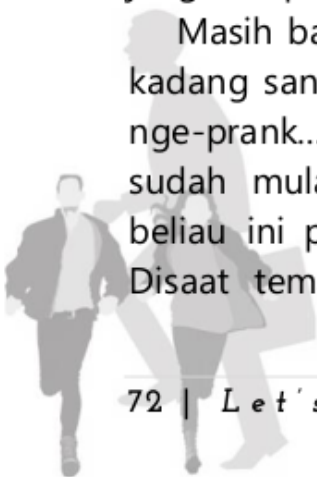 Masih ba
kadang san
nge-prank...
sudah mula
beliau ini p
Disaat tem
72 | Let's